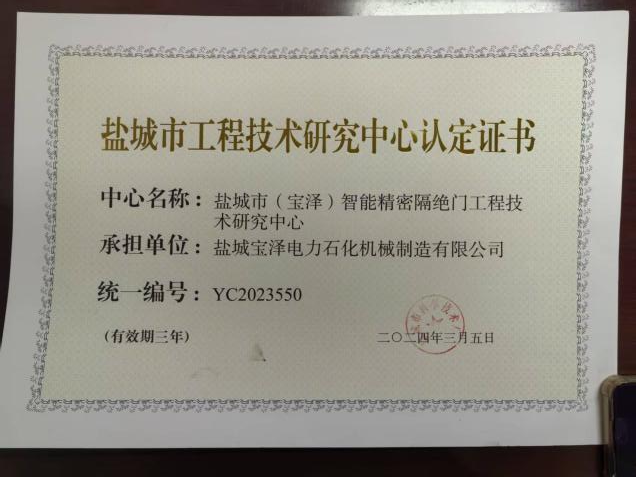 盐城市工程技术研究中心认定证书
中心名称：盐城市（宝泽）智能精密隔绝门工程技
术研究中心
承担单位：盐城宝泽电力石化机械制造有限公司
统一编号：YC2023550
(有效期三年)
二〇二四年三月五日